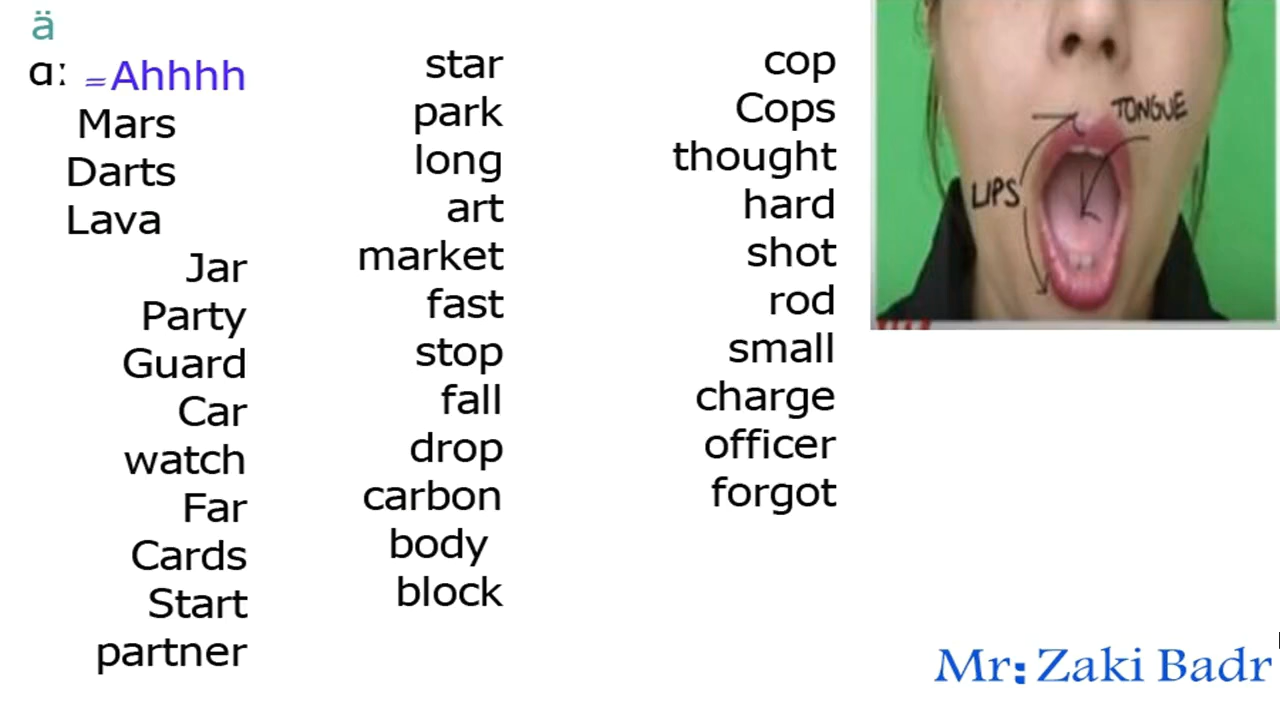 ä
ɑː =Ahhhh
Mars
Darts
Lava
Jar
Party
Guard
Car
watch
Far
Cards
Start
partner
star
park
long
art
market
fast
stop
fall
drop
carbon
body
block
cop
Cops
thought
hard
shot
rod
small
charge
officer
forgot
TONGUE
LIPS
Mr: Zaki Badr